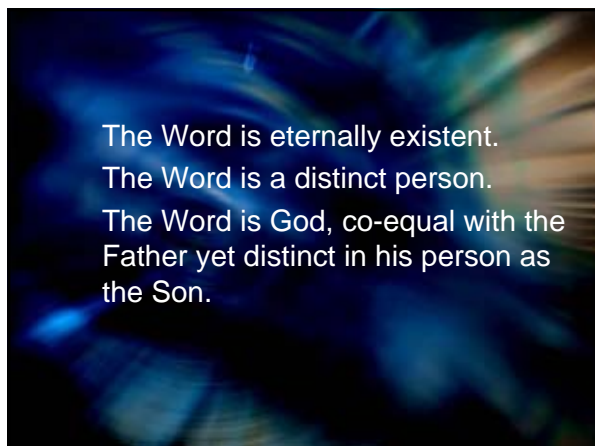 The Word is eternally existent.
The Word is a distinct person.
The Word is God, co-equal with the
Father yet distinct in his person as
the Son.